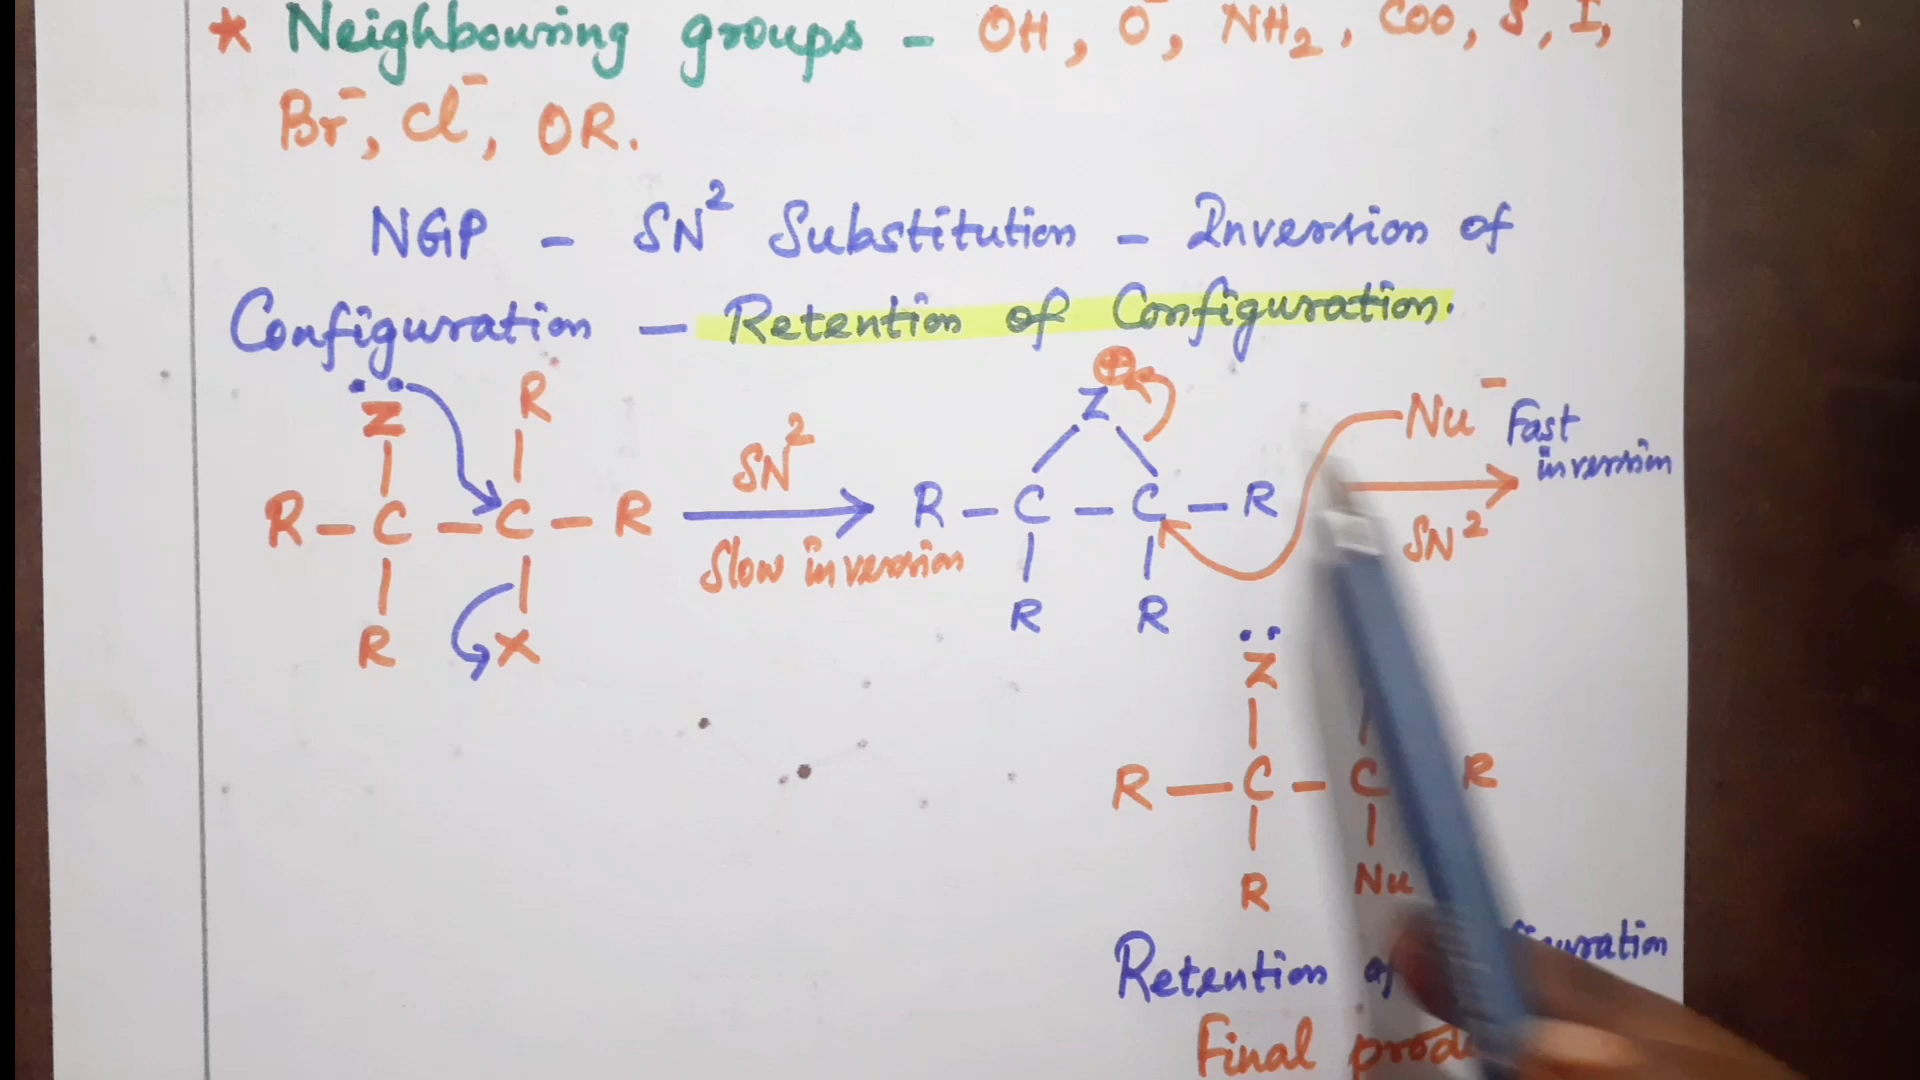 * Neighbouring groups - OH, O⁻, NH₂, COO, S, I,
Br⁻, Cl⁻, OR.
NGP - SN² Substitution - Inversion of
Configuration - Retention of Configuration.
Z R
R-C-C-R
R X
SN²
Slow inversion
⊕
Z
R-C-C-R
R R
Nu⁻
Fast
inversion
SN²
Z
R-C-C R
R Nu
Retention of
Final